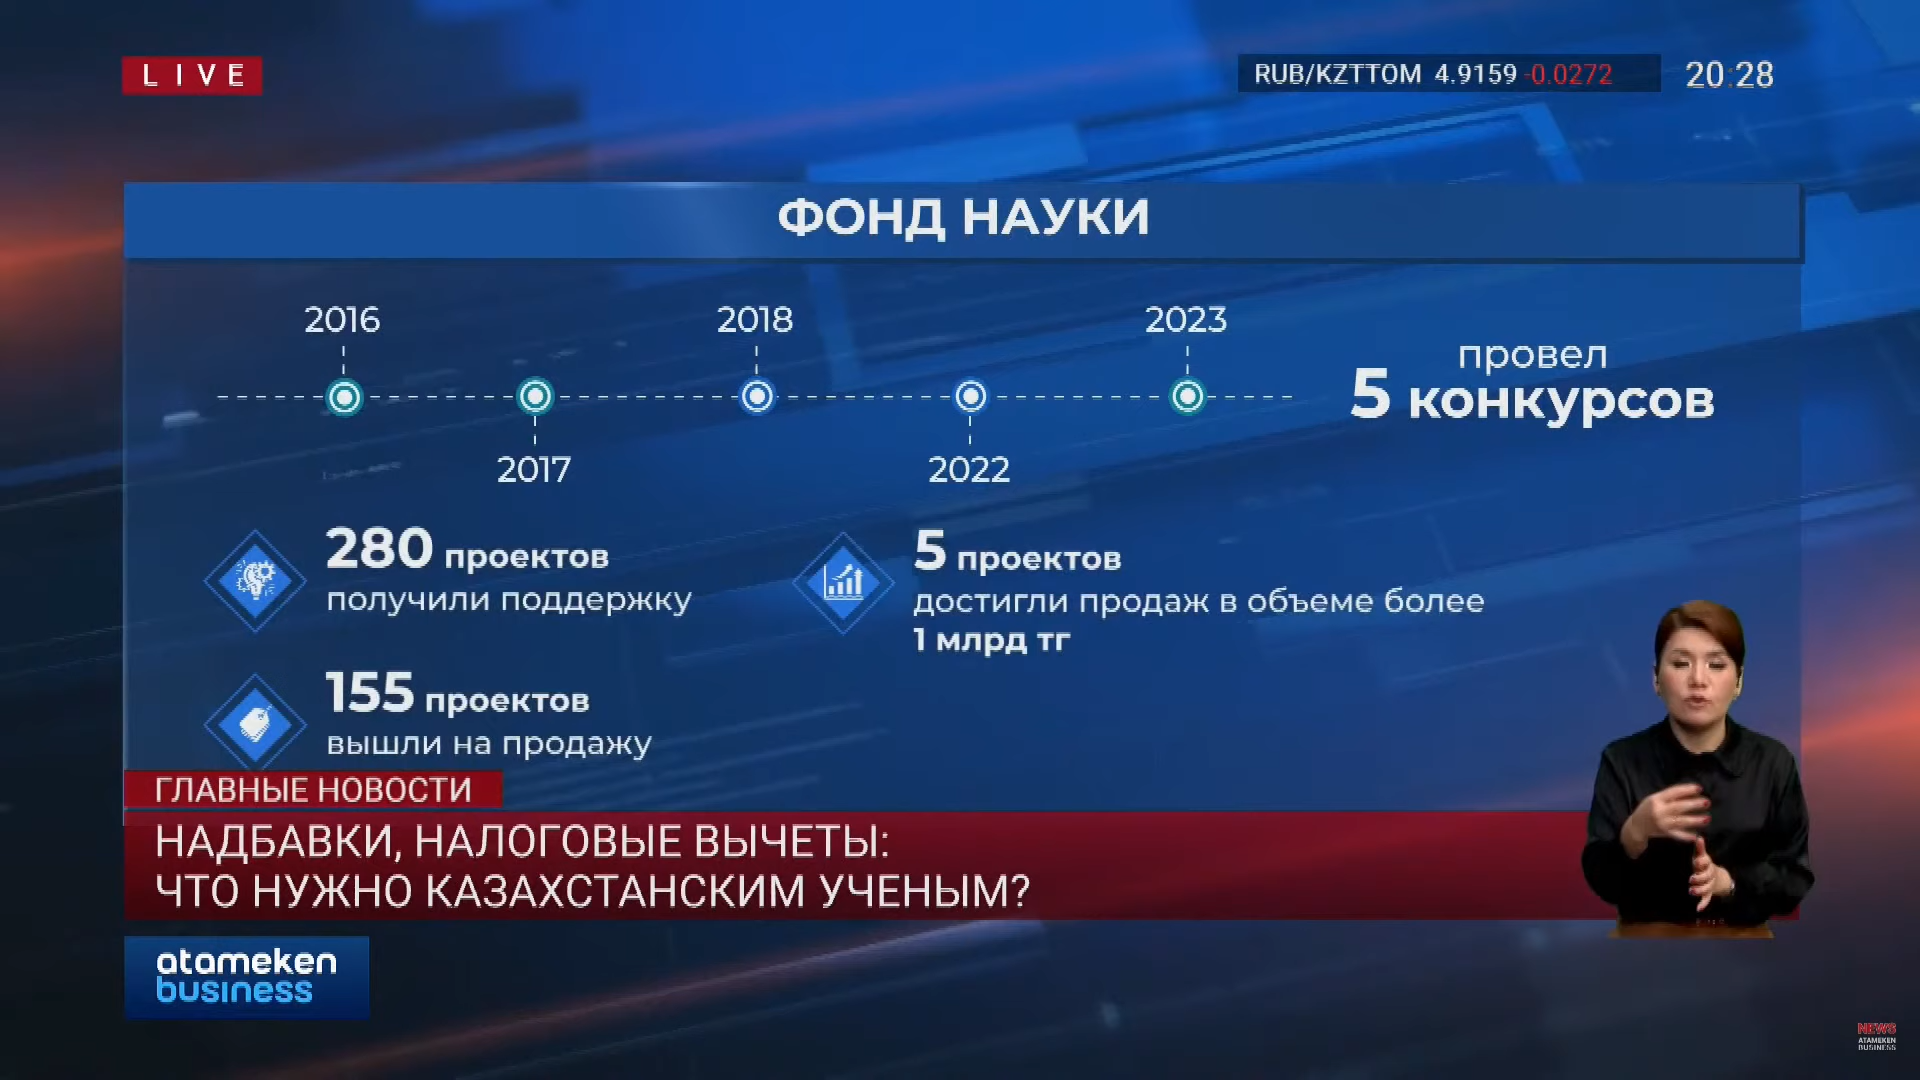 LIVE
RUB/KZTTOM 4.9159 -0.0272
20:28
ФОНД НАУКИ
2016
2018
2023
2017
2022
провел
5 конкурсов
280 проектов
получили поддержку
5 проектов
достигли продаж в объеме более
1 млрд тг
155 проектов
вышли на продажу
ГЛАВНЫЕ НОВОСТИ
НАДБАВКИ, НАЛОГОВЫЕ ВЫЧЕТЫ:
ЧТО НУЖНО КАЗАХСТАНСКИМ УЧЕНЫМ?
atameken
business
NEWS
ATAMEKEN
BUSINESS